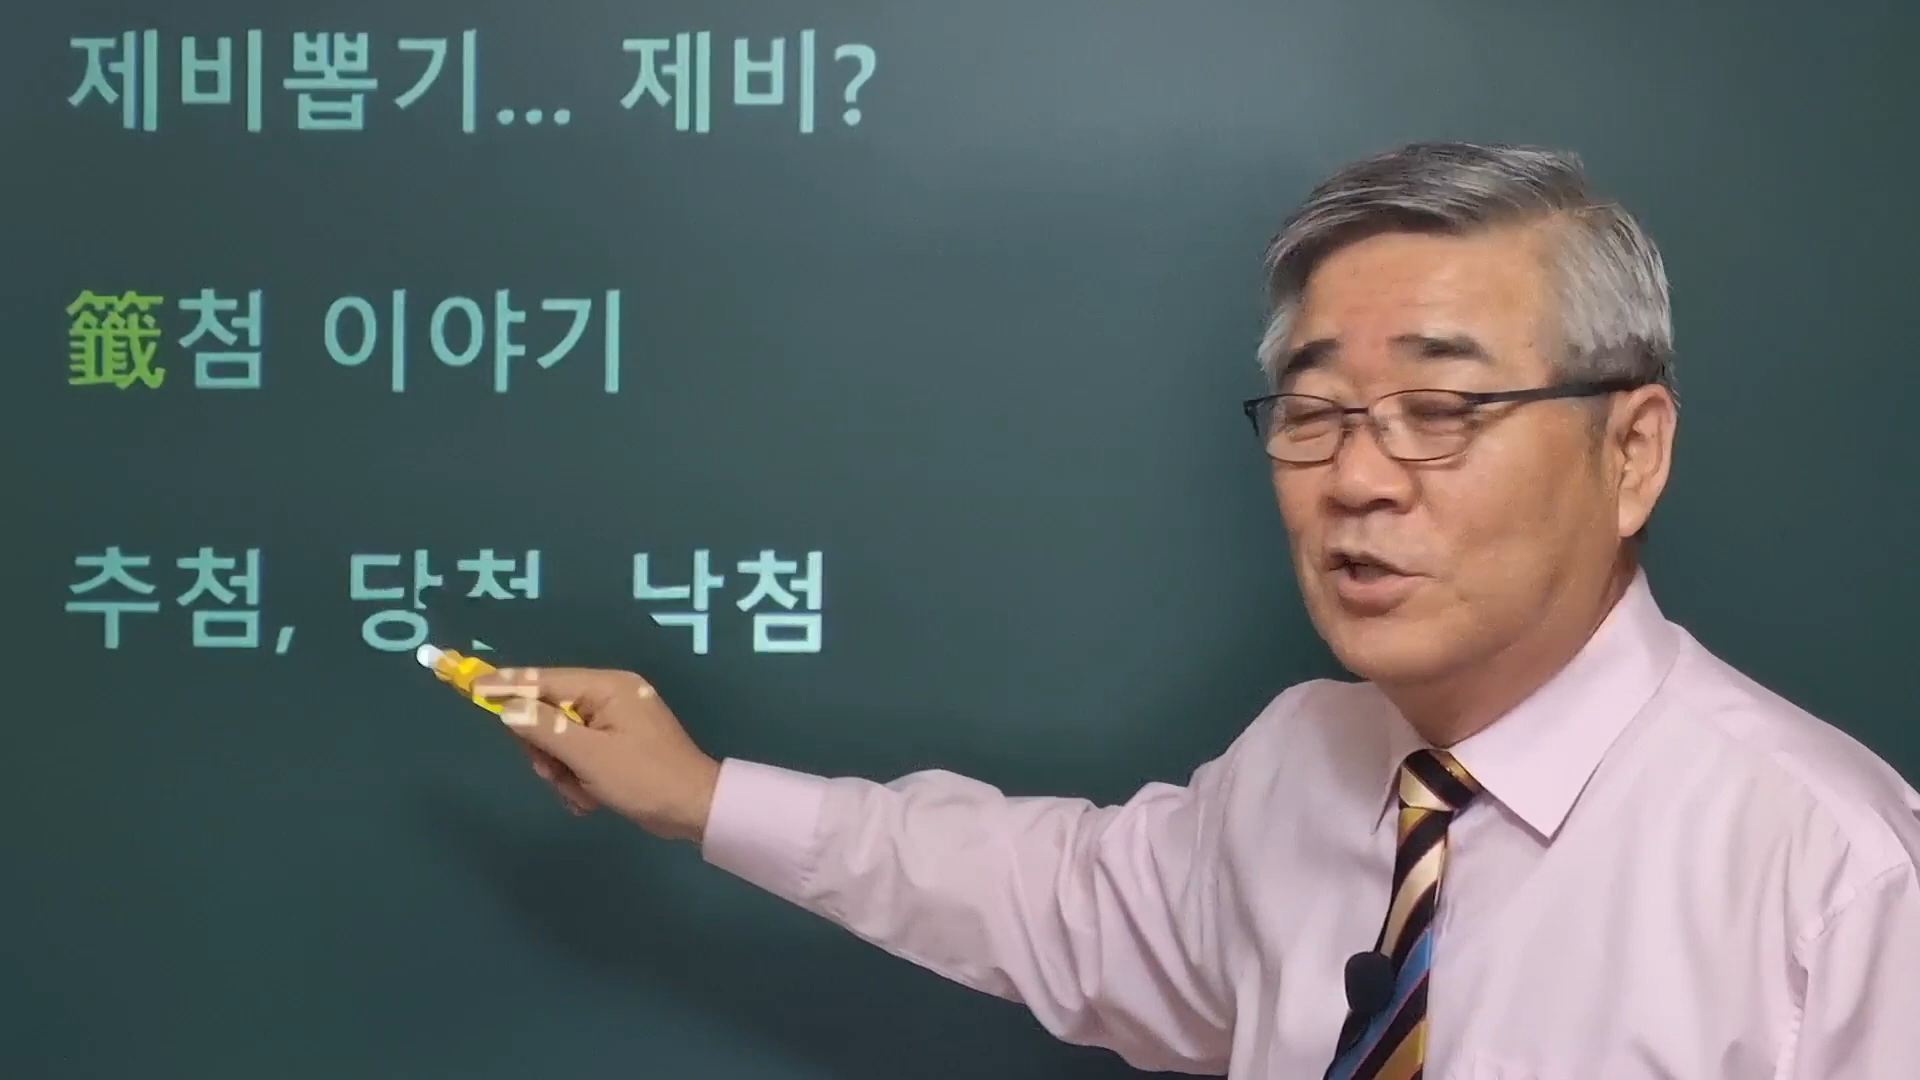 제비뽑기... 제비?
籤첨 이야기
추첨, 당첨, 낙첨